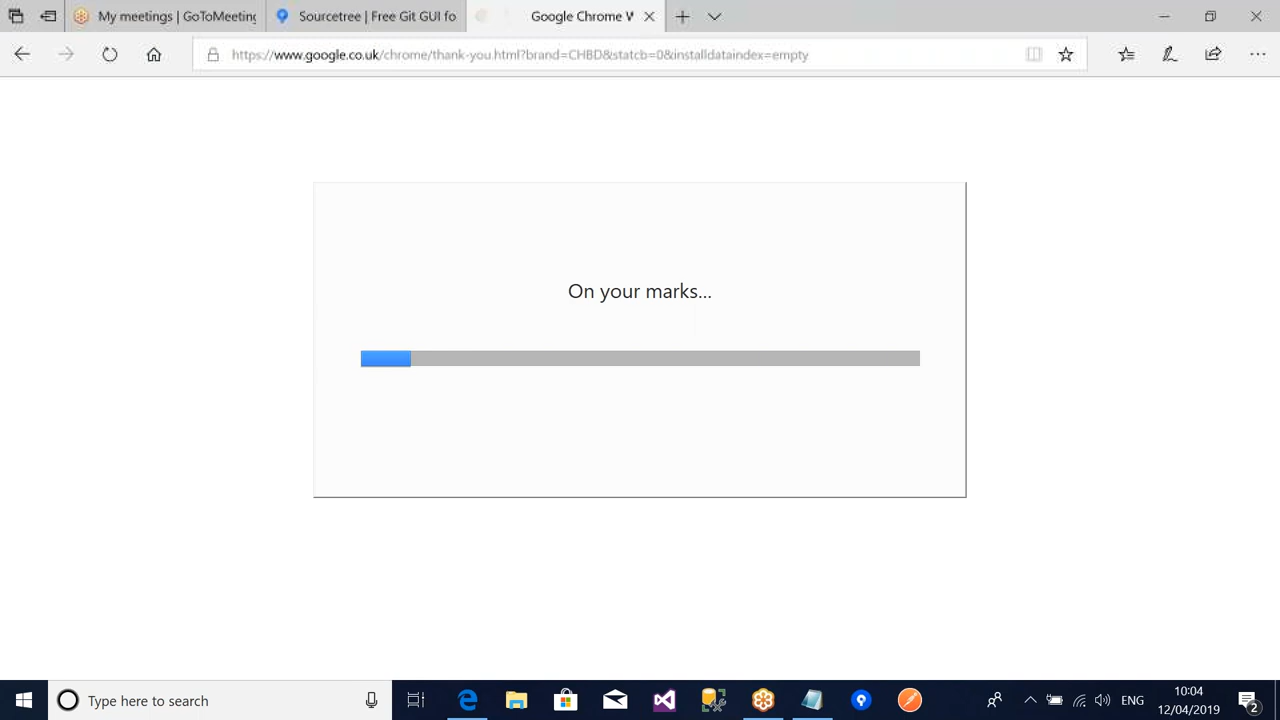 My meetings | GoToMeeting
Sourcetree | Free Git GUI fo
Google Chrome W
https://www.google.co.uk/chrome/thank-you.html?brand=CHBD&statcb=0&installdataindex=empty
On your marks...
Type here to search
ENG
10:04
12/04/2019
2